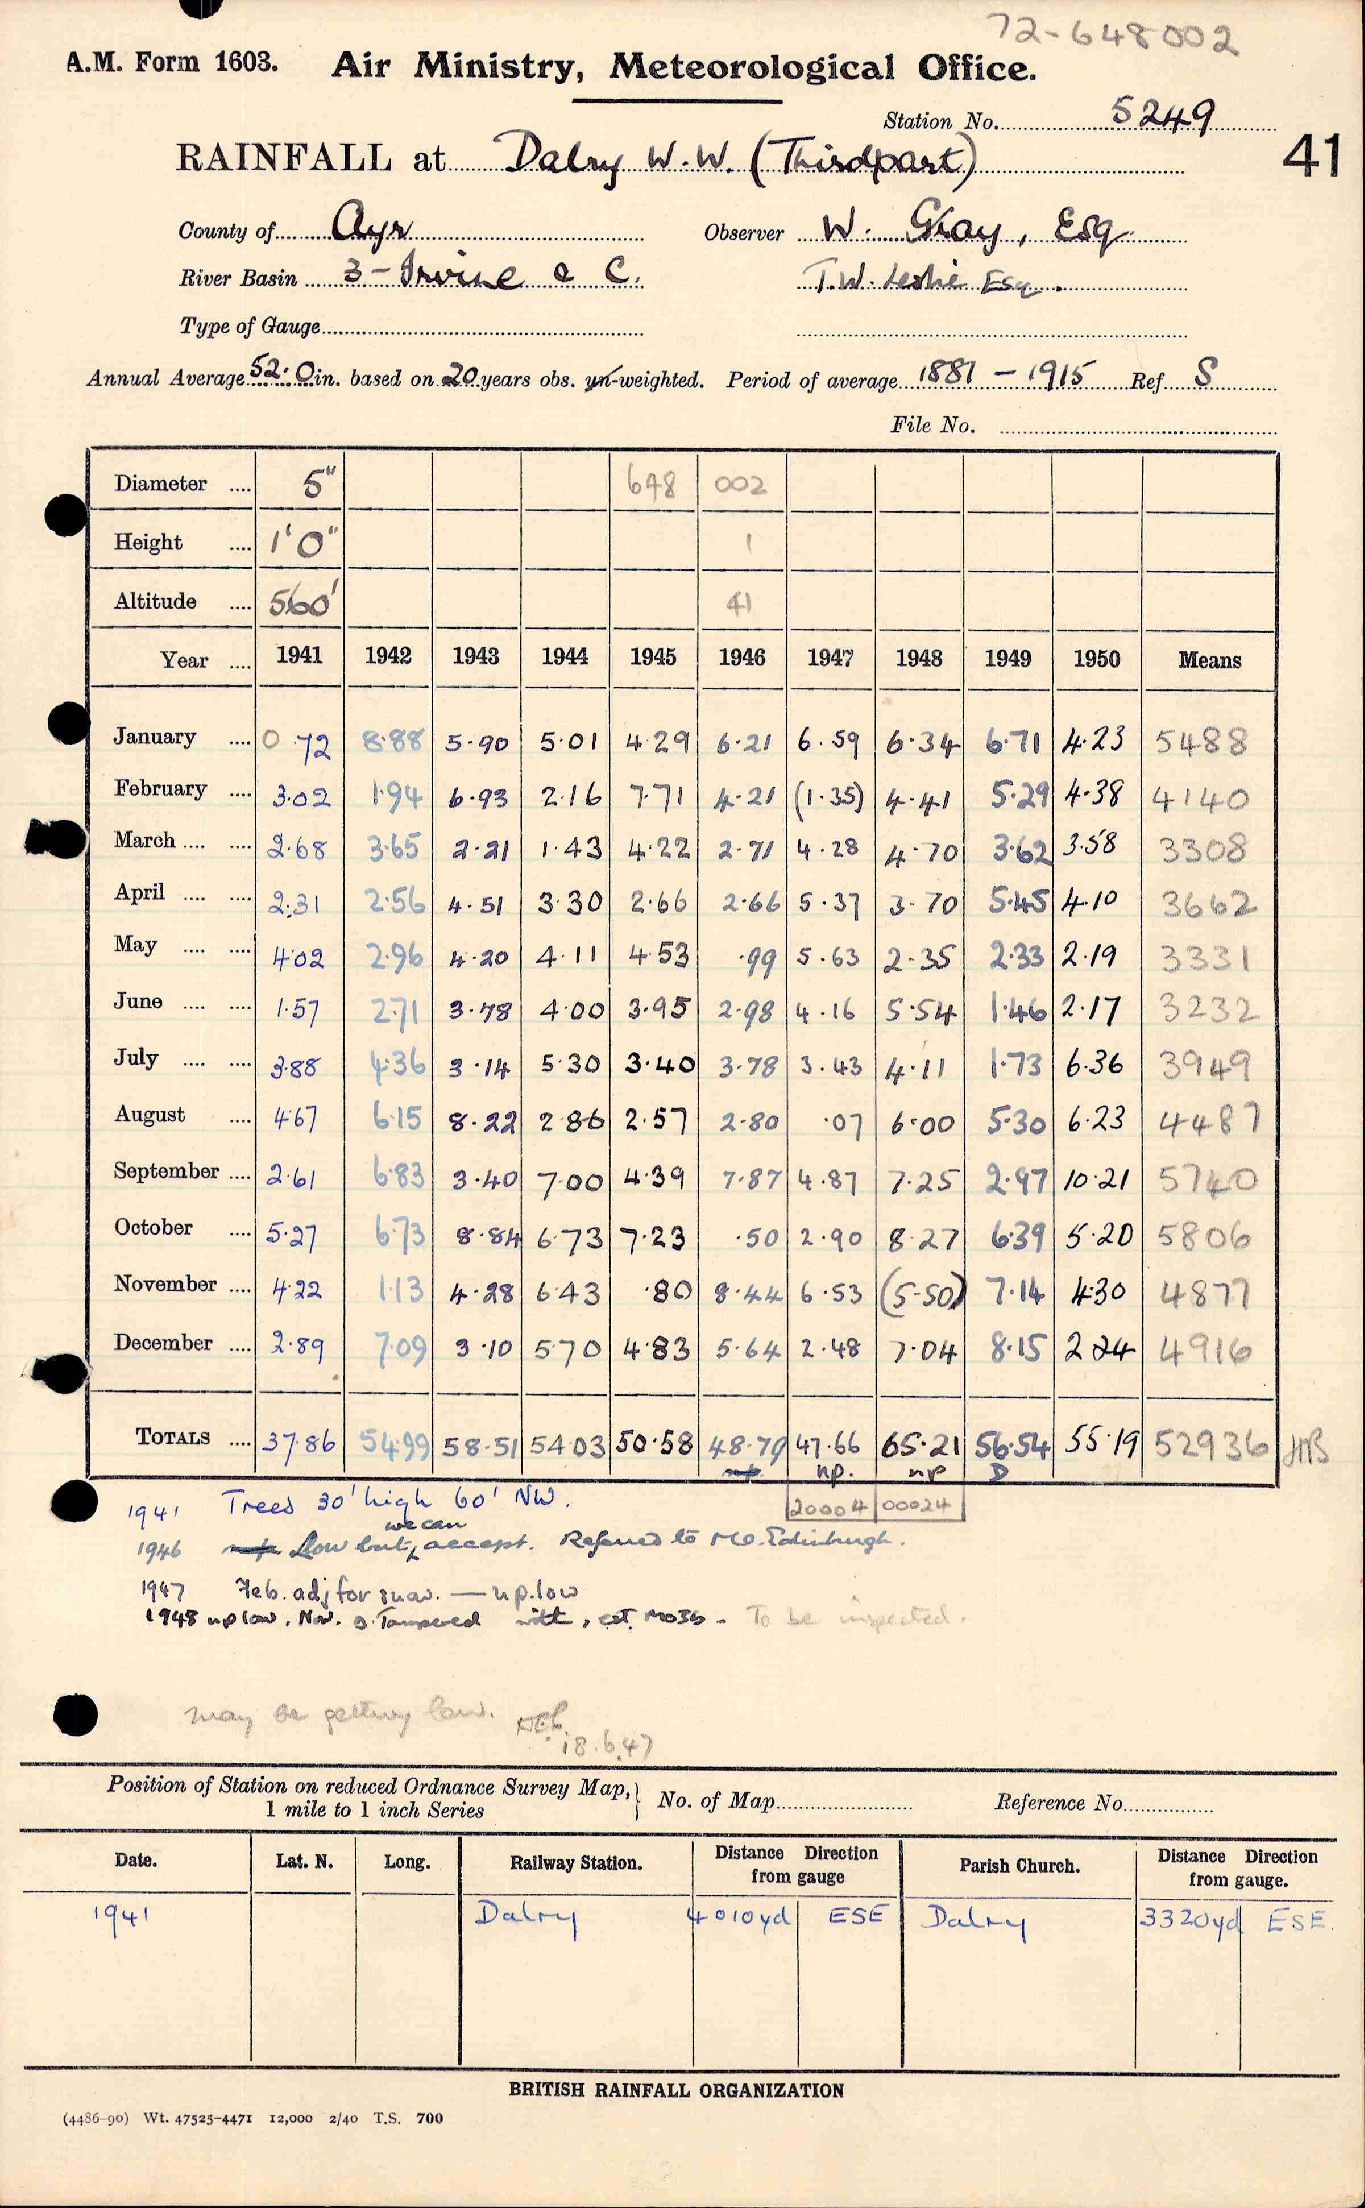 72-648002
A.M. Form 1603. Air Ministry, Meteorological Office.
Station No. 5249
41
RAINFALL at Dalry W.W. (Thirdpart)
County of Ayr Observer W. Gray, Esq
River Basin 3 - Irvine & C. T.W. Leslie Esq.
Type of Gauge
Annual Average 52.0 in. based on 20 years obs. un-weighted. Period of average 1881 - 1915 Ref S
File No.
Diameter .... 5" 648 002
Height .... 1'0" 1
Altitude .... 560' 41
Year .... 1941 1942 1943 1944 1945 1946 1947 1948 1949 1950 Means
January .... 0.72 8.88 5.90 5.01 4.29 6.21 6.59 6.34 6.71 4.23 5488
February .... 3.02 1.94 6.93 2.16 7.71 4.21 (1.35) 4.41 5.29 4.38 4140
March .... .... 2.68 3.65 2.21 1.43 4.22 2.71 4.28 4.70 3.62 3.58 3308
April .... .... 2.31 2.56 4.51 3.30 2.66 2.66 5.37 3.70 5.45 4.10 3662
May .... .... 4.02 2.96 4.20 4.11 4.53 .99 5.63 2.35 2.33 2.19 3331
June .... .... 1.57 2.71 3.78 4.00 3.95 2.98 4.16 5.54 1.46 2.17 3232
July .... .... 3.88 4.36 3.14 5.30 3.40 3.78 3.43 4.11 1.73 6.36 3949
August .... 4.67 6.15 8.22 2.86 2.57 2.80 .07 6.00 5.30 6.23 4487
September .... 2.61 6.83 3.40 7.00 4.39 7.87 4.87 7.25 2.97 10.21 5740
October .... 5.27 6.73 8.84 6.73 7.23 .50 2.90 8.27 6.39 5.20 5806
November .... 4.22 1.13 4.28 6.43 .80 8.44 6.53 (5.50) 7.14 4.30 4877
December .... 2.89 7.09 3.10 5.70 4.83 5.64 2.48 7.04 8.15 2.24 4916
TOTALS .... 37.86 54.99 58.51 54.03 50.58 48.79 47.66 65.21 56.54 55.19 52936
np. np D
20004 00024
1941 Trees 30' high 60' NW.
1946 Low but we can accept. Referred to MO. Edinburgh.
1947 Feb. adj for snow. — np. low
1948 np low. Nov. g. Tampered with, est MO3b - To be inspected.
may be getting low.
18.6.47
Position of Station on reduced Ordnance Survey Map, 1 mile to 1 inch Series No. of Map Reference No.
Date. Lat. N. Long. Railway Station. Distance Direction from gauge Parish Church. Distance Direction from gauge.
1941 Dalry 4010yd ESE Dalry 3320yd ESE.
BRITISH RAINFALL ORGANIZATION
(4486-90) Wt. 47525-4471 12,000 2/40 T.S. 700